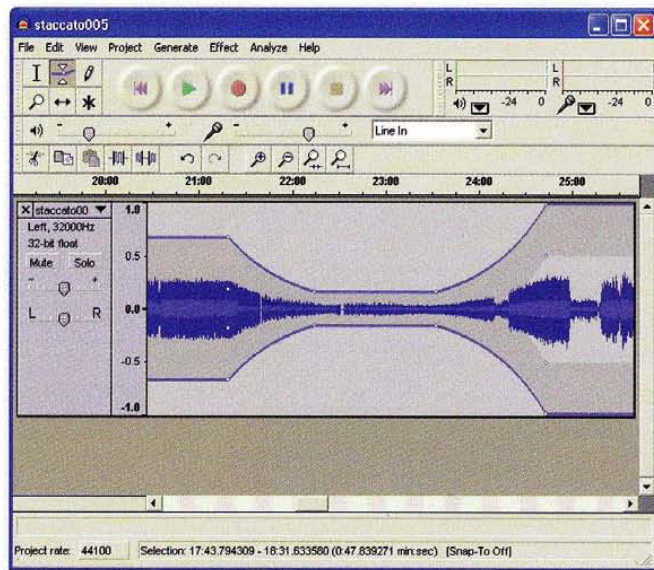 staccato005
File Edit View Project Generate Effect Analyze Help
L
R
-24 0
L
R
-24 0
- +
- +
Line In
20:00 21:00 22:00 23:00 24:00 25:00
staccato00
Left, 32000Hz
32-bit float
Mute Solo
- +
L R
1.0
0.5
0.0
-0.5
-1.0
Project rate: 44100 Selection: 17:43.794309 - 18:31.633580 (0:47.839271 min:sec) [Snap-To Off]